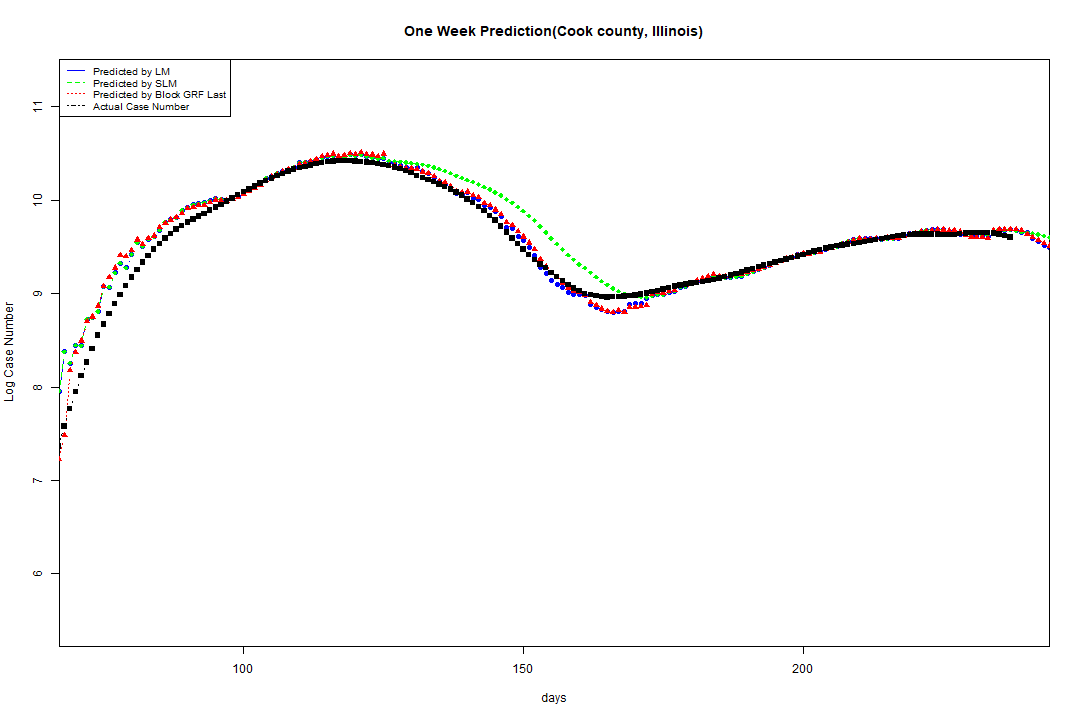 One Week Prediction(Cook county, Illinois)
Predicted by LM
Predicted by SLM
Predicted by Block GRF Last
Actual Case Number
Log Case Number
11
10
9
8
7
6
100 150 200
days